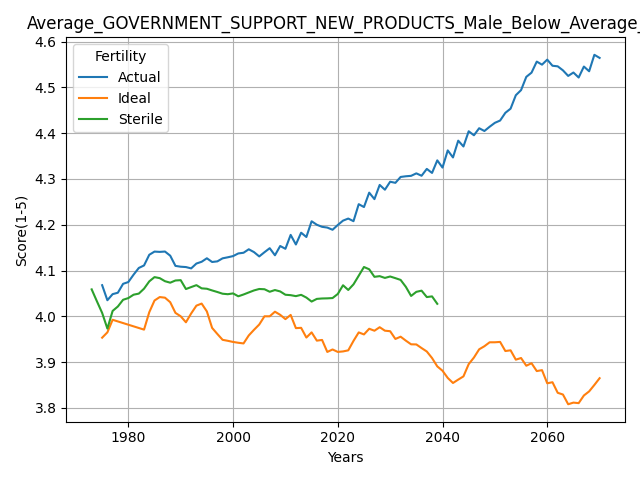 Average_GOVERNMENT_SUPPORT_NEW_PRODUCTS_Male_Below_Average_
4.6
4.5
4.4
4.3
4.2
4.1
4.0
3.9
3.8
Score(1-5)
Fertility
Actual
Ideal
Sterile
1980 2000 2020 2040 2060
Years